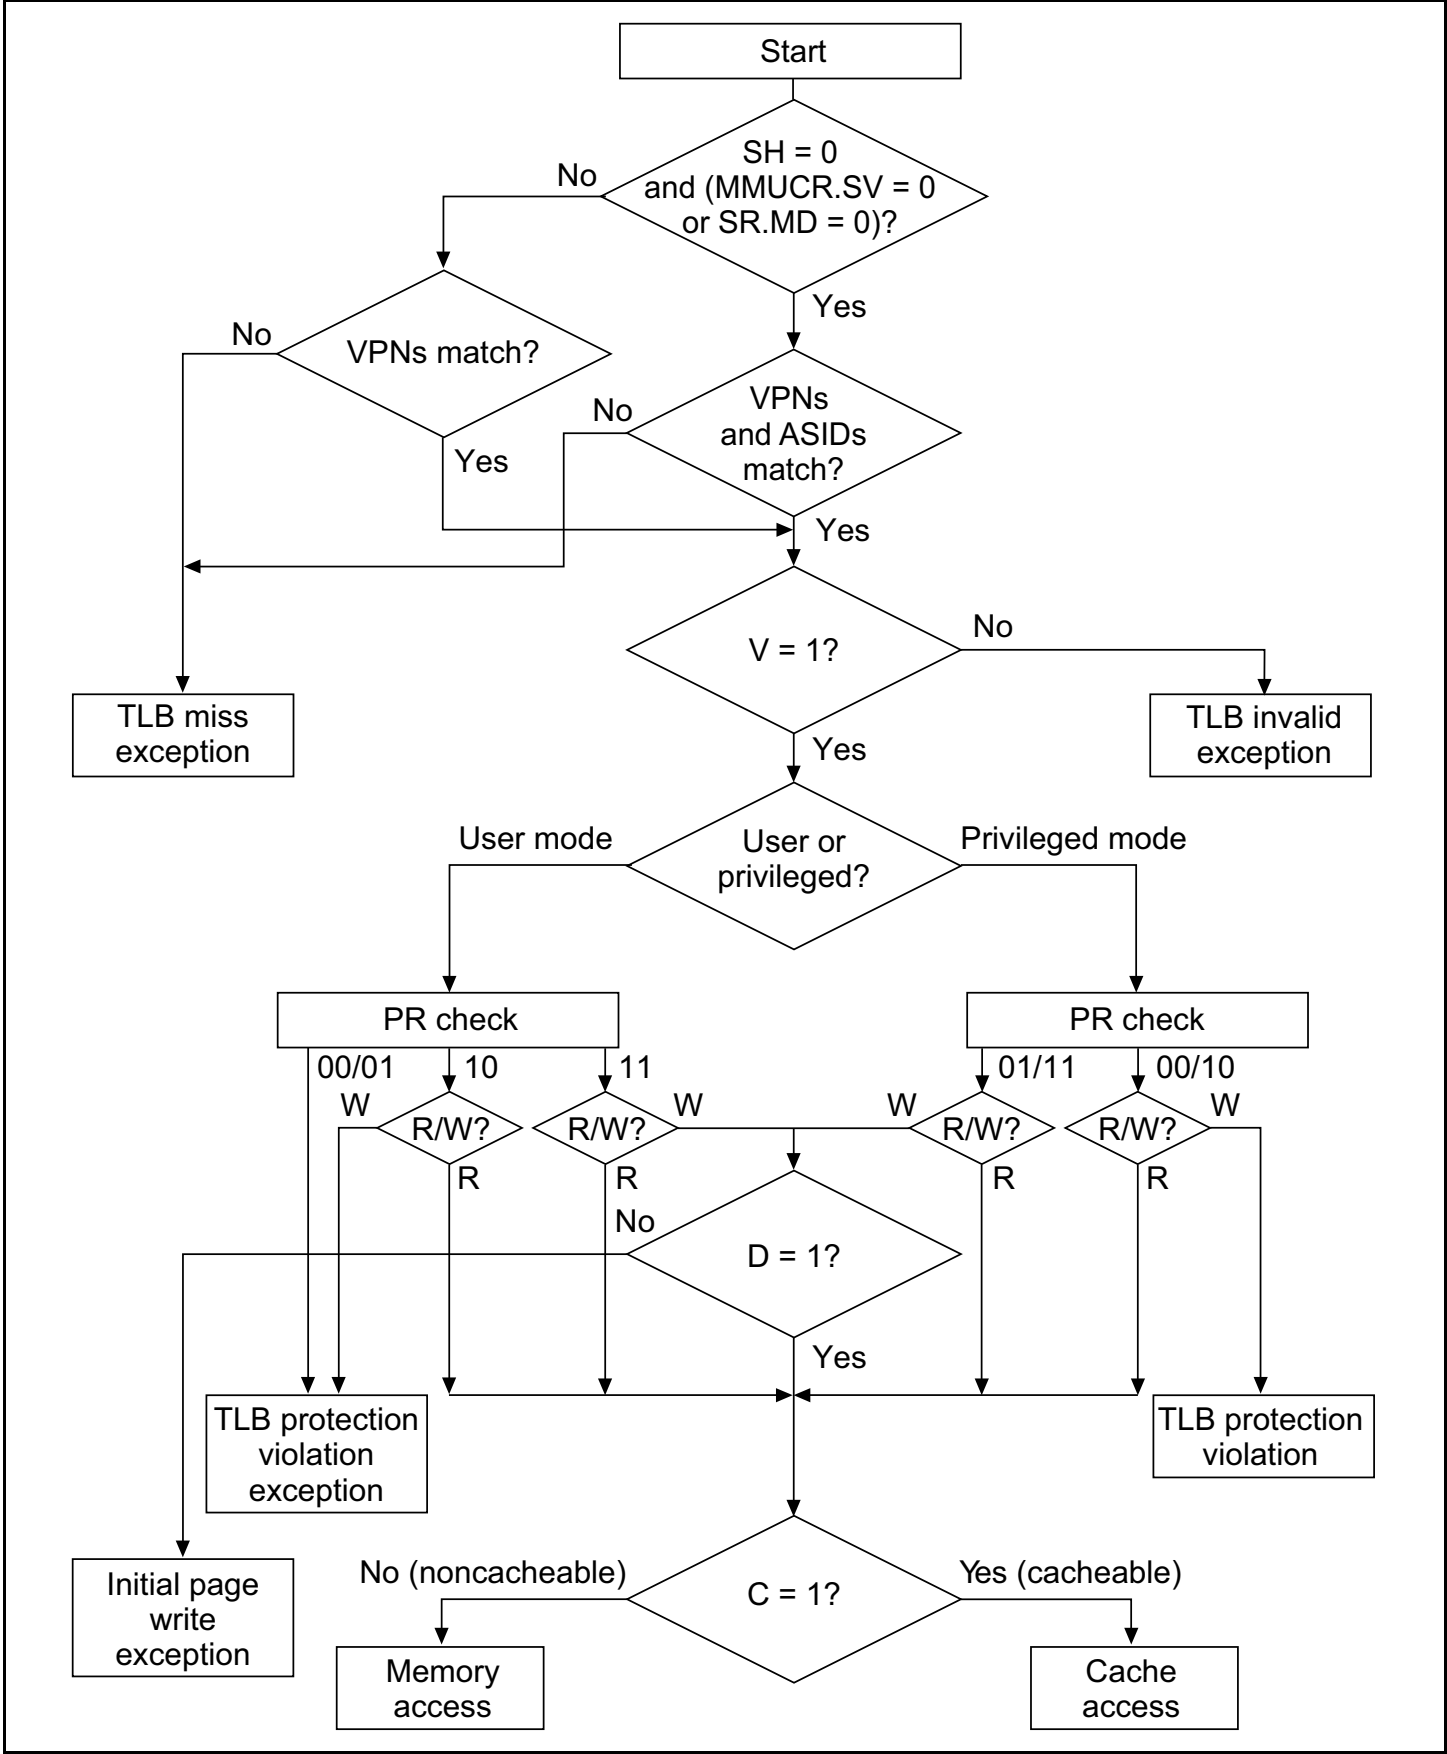 Start
SH = 0
and (MMUCR.SV = 0
or SR.MD = 0)?
No
Yes
VPNs match?
No
Yes
VPNs
and ASIDs
match?
No
Yes
V = 1?
No
TLB miss
exception
TLB invalid
exception
Yes
User mode
User or
privileged?
Privileged mode
PR check
PR check
00/01
10
11
01/11
00/10
W
R/W?
R/W?
W
W
R/W?
R/W?
W
R
R
R
R
No
D = 1?
Yes
TLB protection
violation
exception
TLB protection
violation
Initial page
write
exception
No (noncacheable)
C = 1?
Yes (cacheable)
Memory
access
Cache
access